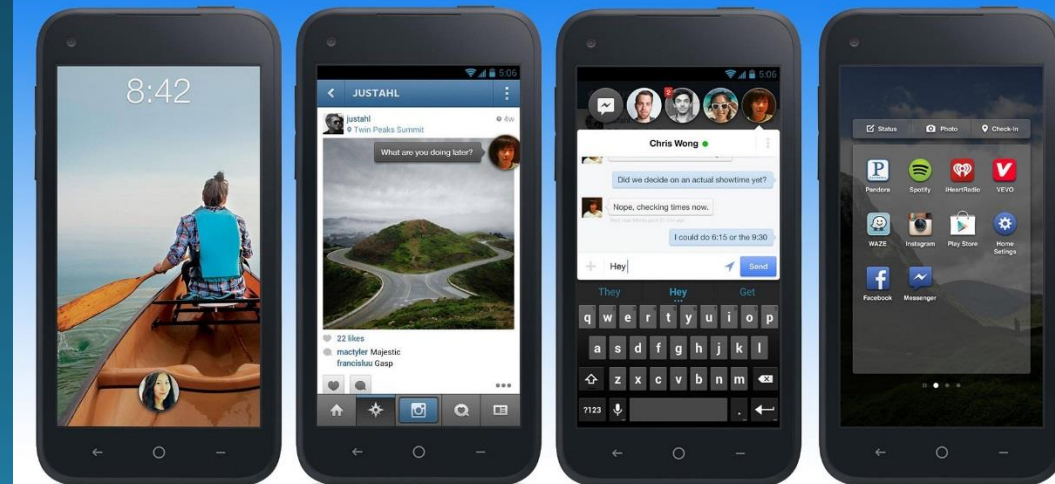 8:42
5:06
JUSTAHL
justahl
4w
Twin Peaks Summit
What are you doing later?
22 likes
mactyler Majestic
francisluu Gasp
5:06
2
Chris Wong
Did we decide on an actual showtime yet?
Nope, checking times now.
I could do 6:15 or the 9:30
Hey
Send
They Hey Get
q w e r t y u i o p
a s d f g h j k l
z x c v b n m
?123 .
Status Photo Check-In
Pandora Spotify iHeartRadio VEVO
WAZE Instagram Play Store Home
Settings
Facebook Messenger